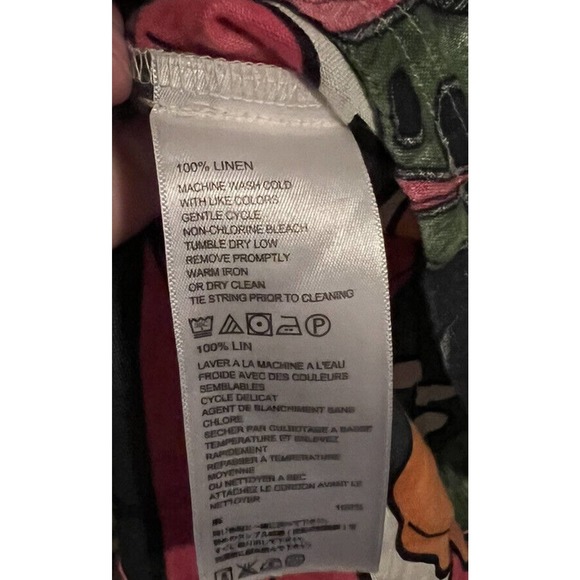 100% LINEN
MACHINE WASH COLD
WITH LIKE COLORS
GENTLE CYCLE
NON-CHLORINE BLEACH
TUMBLE DRY LOW
REMOVE PROMPTLY
WARM IRON
OR DRY CLEAN
TIE STRING PRIOR TO CLEANING
P
100% LIN
LAVER A LA MACHINE A L'EAU
FROIDE AVEC DES COULEURS
SEMBLABLES
CYCLE DELICAT
AGENT DE BLANCHIMENT SANS
CHLORE
SECHER PAR CULBUTAGE A BASSE
TEMPERATURE ET ENLEVEZ
RAPIDEMENT
REPASSER A TEMPERATURE
MOYENNE
OU NETTOYER A SEC
ATTACHEZ LE CORDON AVANT LE
NETTOYER
100%